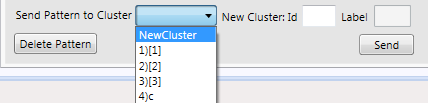 Send Pattern to Cluster New Cluster: Id Label
NewCluster
Delete Pattern 1)[1] Send
2)[2]
3)[3]
4)c